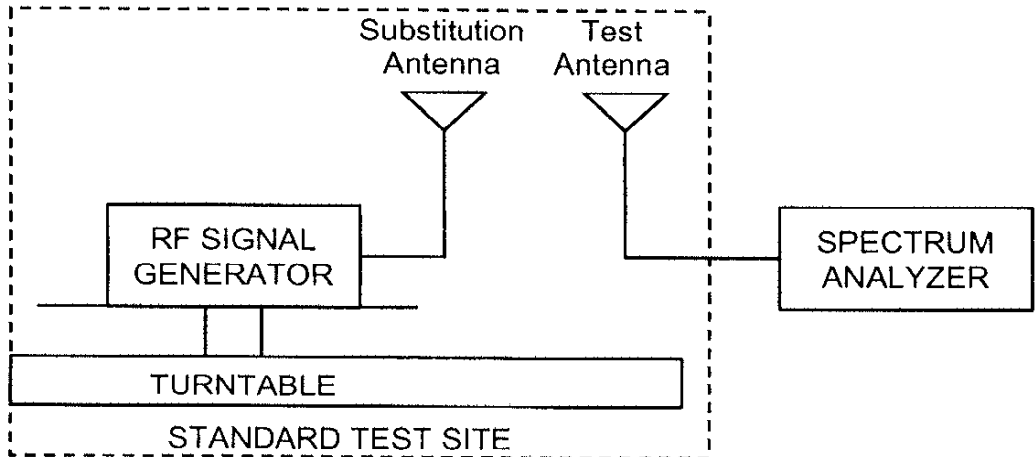 Substitution
Antenna
Test
Antenna
RF SIGNAL
GENERATOR
SPECTRUM
ANALYZER
TURNTABLE
STANDARD TEST SITE